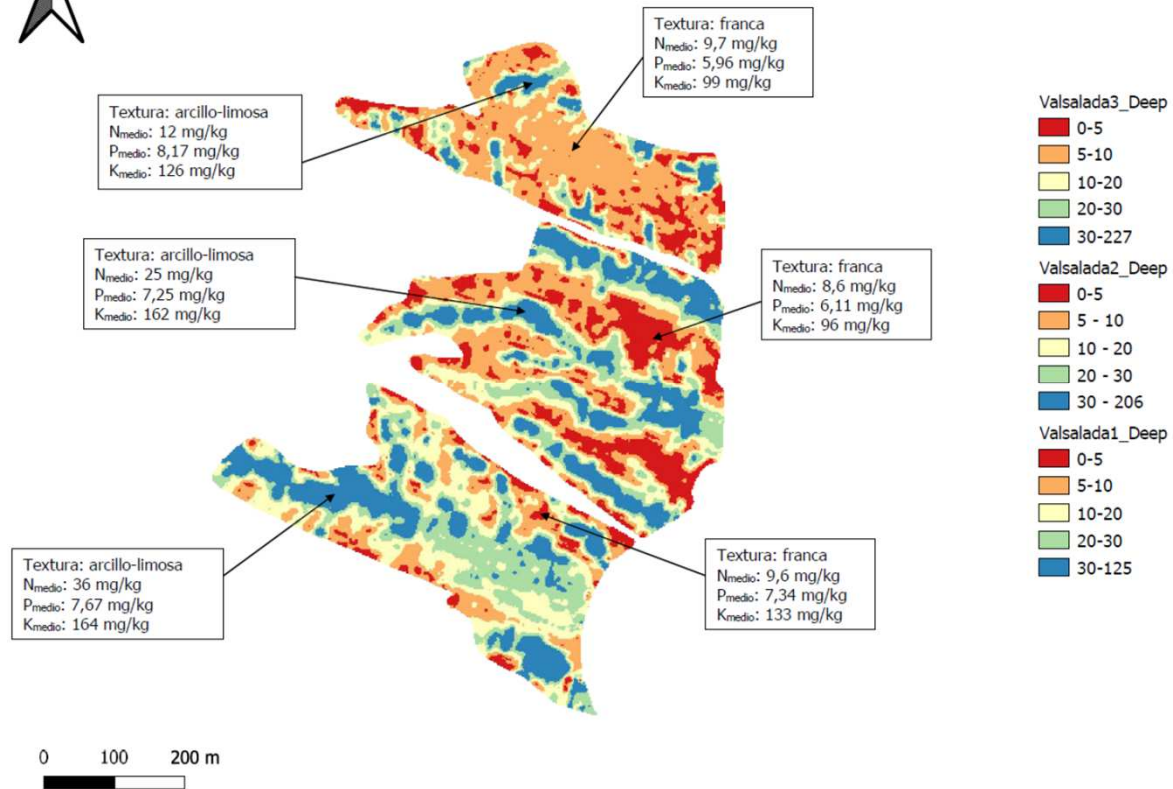 Textura: franca
Nmedio: 9,7 mg/kg
Pmedio: 5,96 mg/kg
Kmedio: 99 mg/kg
Textura: arcillo-limosa
Nmedio: 12 mg/kg
Pmedio: 8,17 mg/kg
Kmedio: 126 mg/kg
Textura: arcillo-limosa
Nmedio: 25 mg/kg
Pmedio: 7,25 mg/kg
Kmedio: 162 mg/kg
Textura: franca
Nmedio: 8,6 mg/kg
Pmedio: 6,11 mg/kg
Kmedio: 96 mg/kg
Textura: arcillo-limosa
Nmedio: 36 mg/kg
Pmedio: 7,67 mg/kg
Kmedio: 164 mg/kg
Textura: franca
Nmedio: 9,6 mg/kg
Pmedio: 7,34 mg/kg
Kmedio: 133 mg/kg
Valsalada3_Deep
0-5
5-10
10-20
20-30
30-227
Valsalada2_Deep
0-5
5 - 10
10 - 20
20 - 30
30 - 206
Valsalada1_Deep
0-5
5-10
10-20
20-30
30-125
0 100 200 m